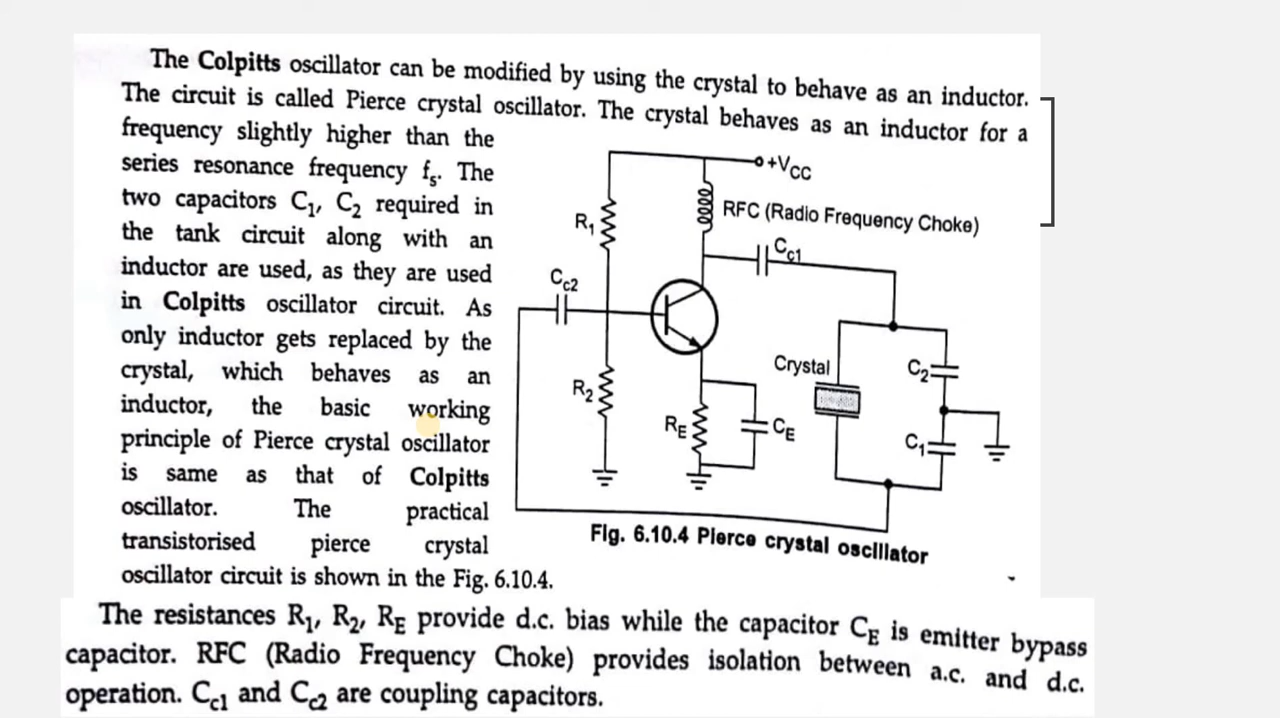 The Colpitts oscillator can be modified by using the crystal to behave as an inductor.
The circuit is called Pierce crystal oscillator. The crystal behaves as an inductor for a
frequency slightly higher than the
series resonance frequency fs. The
two capacitors C1, C2 required in
the tank circuit along with an
inductor are used, as they are used
in Colpitts oscillator circuit. As
only inductor gets replaced by the
crystal, which behaves as an
inductor, the basic working
principle of Pierce crystal oscillator
is same as that of Colpitts
oscillator. The practical
transistorised pierce crystal
oscillator circuit is shown in the Fig. 6.10.4.
+VCC
RFC (Radio Frequency Choke)
R1
Cc1
Cc2
Crystal
C2
R2
RE
CE
C1
Fig. 6.10.4 Pierce crystal oscillator
The resistances R1, R2, RE provide d.c. bias while the capacitor CE is emitter bypass
capacitor. RFC (Radio Frequency Choke) provides isolation between a.c. and d.c.
operation. Cc1 and Cc2 are coupling capacitors.